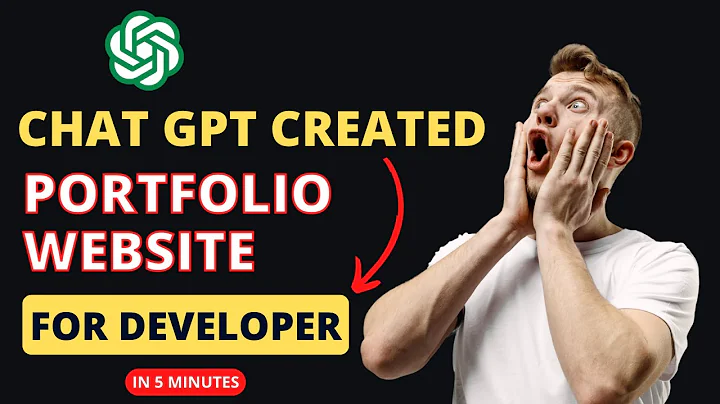 CHAT GPT CREATED
PORTFOLIO
WEBSITE
FOR DEVELOPER
IN 5 MINUTES